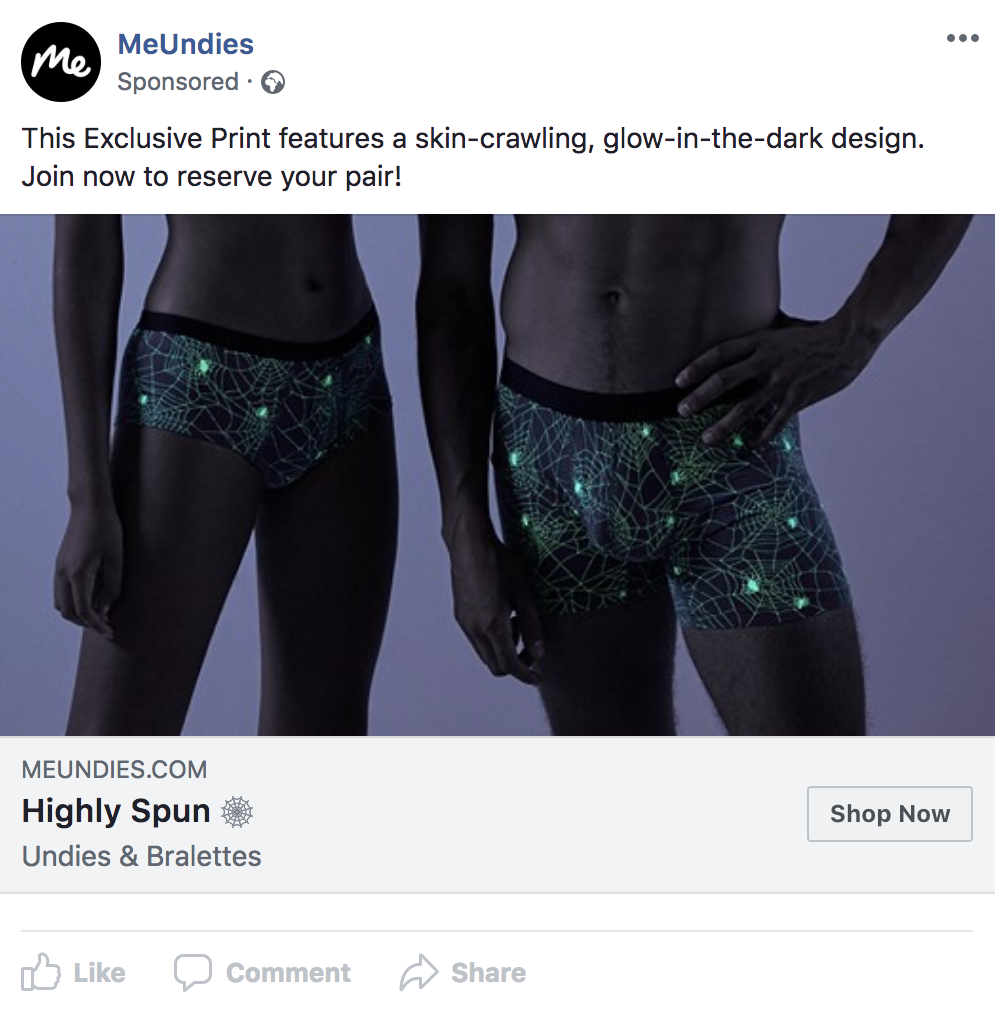 Me
MeUndies
Sponsored ·
This Exclusive Print features a skin-crawling, glow-in-the-dark design.
Join now to reserve your pair!
MEUNDIES.COM
Highly Spun 🕸
Undies & Bralettes
Shop Now
Like Comment Share